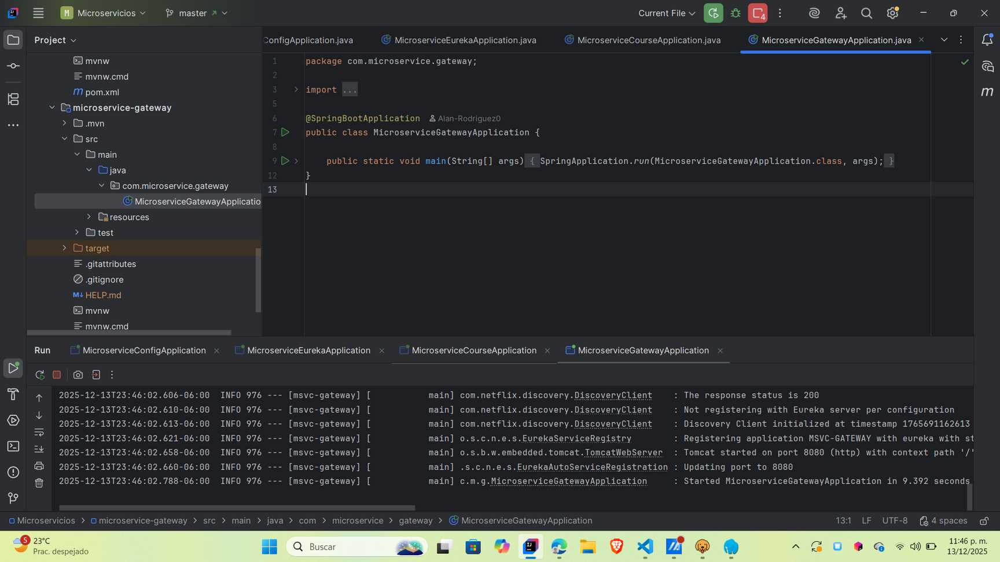 M Microservicios
master
Current File
4
Project
ConfigApplication.java
MicroserviceEurekaApplication.java
MicroserviceCourseApplication.java
MicroserviceGatewayApplication.java
mvnw
mvnw.cmd
pom.xml
microservice-gateway
.mvn
src
main
java
com.microservice.gateway
MicroserviceGatewayApplicatio
resources
test
target
.gitattributes
.gitignore
HELP.md
mvnw
mvnw.cmd
1 package com.microservice.gateway;
2
3 import ...
5
6 @SpringBootApplication Alan-Rodriguez0
7 public class MicroserviceGatewayApplication {
8
9 public static void main(String[] args) { SpringApplication.run(MicroserviceGatewayApplication.class, args); }
12 }
13
Run
MicroserviceConfigApplication
MicroserviceEurekaApplication
MicroserviceCourseApplication
MicroserviceGatewayApplication
2025-12-13T23:46:02.606-06:00 INFO 976 --- [msvc-gateway] [ main] com.netflix.discovery.DiscoveryClient : The response status is 200
2025-12-13T23:46:02.610-06:00 INFO 976 --- [msvc-gateway] [ main] com.netflix.discovery.DiscoveryClient : Not registering with Eureka server per configuration
2025-12-13T23:46:02.613-06:00 INFO 976 --- [msvc-gateway] [ main] com.netflix.discovery.DiscoveryClient : Discovery Client initialized at timestamp 1765691162613
2025-12-13T23:46:02.621-06:00 INFO 976 --- [msvc-gateway] [ main] o.s.c.n.e.s.EurekaServiceRegistry : Registering application MSVC-GATEWAY with eureka with st
2025-12-13T23:46:02.658-06:00 INFO 976 --- [msvc-gateway] [ main] o.s.b.w.embedded.tomcat.TomcatWebServer : Tomcat started on port 8080 (http) with context path '/'
2025-12-13T23:46:02.660-06:00 INFO 976 --- [msvc-gateway] [ main] .s.c.n.e.s.EurekaAutoServiceRegistration : Updating port to 8080
2025-12-13T23:46:02.788-06:00 INFO 976 --- [msvc-gateway] [ main] c.m.g.MicroserviceGatewayApplication : Started MicroserviceGatewayApplication in 9.392 seconds
Microservicios > microservice-gateway > src > main > java > com > microservice > gateway > MicroserviceGatewayApplication
13:1 LF UTF-8 4 spaces
5
23°C
Prac. despejado
Buscar
11:46 p. m.
13/12/2025